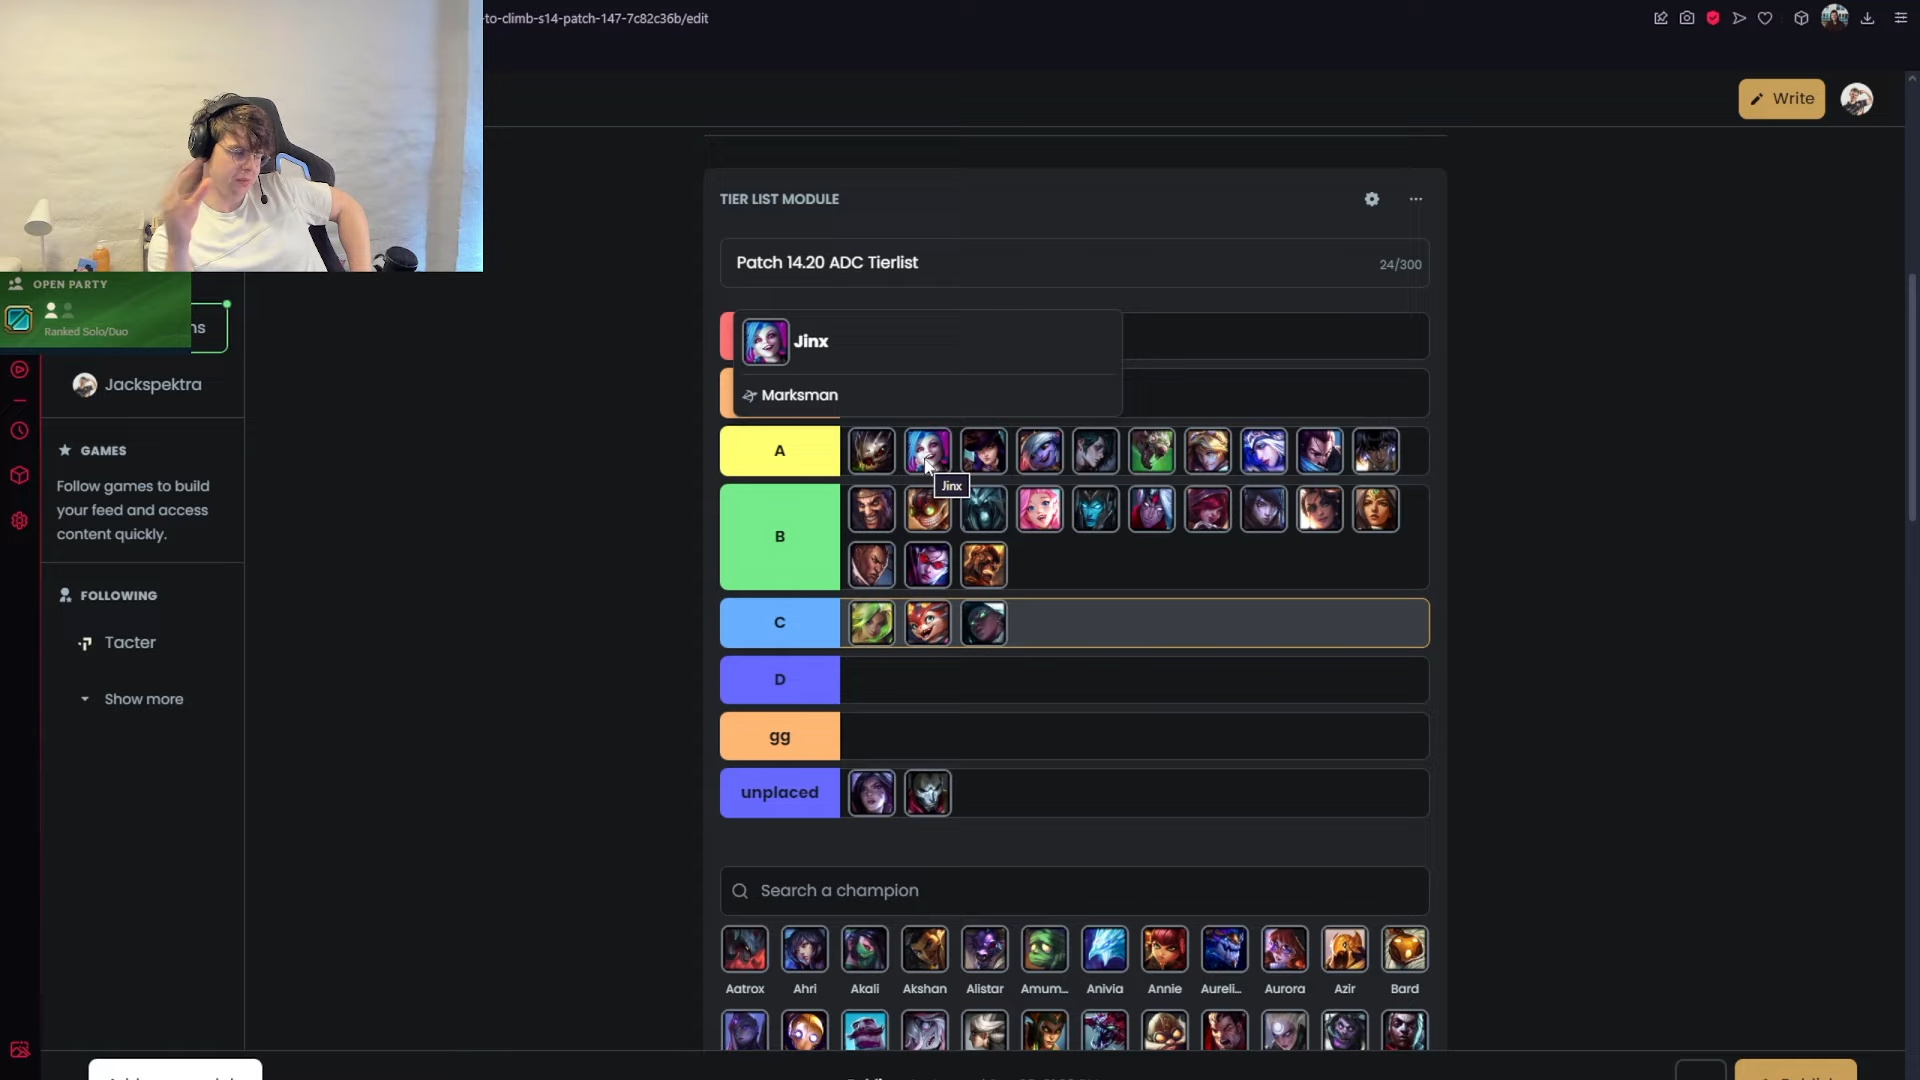 to-climb-s14-patch-147-7c82c36b/edit
Write
OPEN PARTY
Ranked Solo/Duo
ns
Jackspektra
GAMES
Follow games to build
your feed and access
content quickly.
FOLLOWING
Tacter
Show more
TIER LIST MODULE
Patch 14.20 ADC Tierlist
24/300
Jinx
Marksman
A
Jinx
B
C
D
gg
unplaced
Search a champion
Aatrox Ahri Akali Akshan Alistar Amum... Anivia Annie Aureli... Aurora Azir Bard